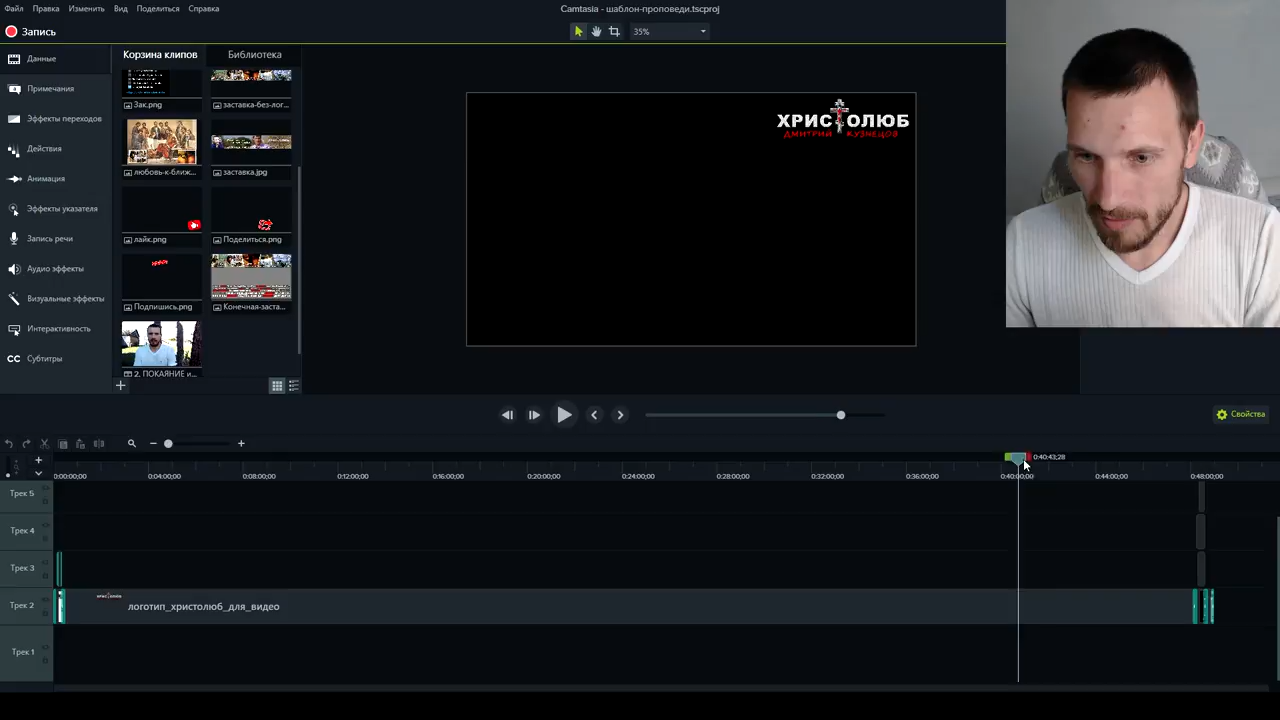 Файл Правка Изменить Вид Поделиться Справка
Camtasia - шаблон-проповеди.tscproj
Запись
35%
Данные
Примечания
Эффекты переходов
Действия
Анимация
Эффекты указателя
Запись речи
Аудио эффекты
Визуальные эффекты
Интерактивность
CC Субтитры
Корзина клипов Библиотека
Зак.png заставка-без-лог...
любовь-к-ближ... заставка.jpg
лайк.png Поделиться.png
Подпишись.png Конечная-заста...
2. ПОКАЯНИЕ и...
ХРИСТОЛЮБ
ДМИТРИЙ КУЗНЕЦОВ
Свойства
0:40:43;28
0:00:00;00 0:04:00;00 0:08:00;00 0:12:00;00 0:16:00;00 0:20:00;00 0:24:00;00 0:28:00;00 0:32:00;00 0:36:00;00 0:40:00;00 0:44:00;00 0:48:00;00
Трек 5
Трек 4
Трек 3
Трек 2
логотип_христолюб_для_видео
Трек 1